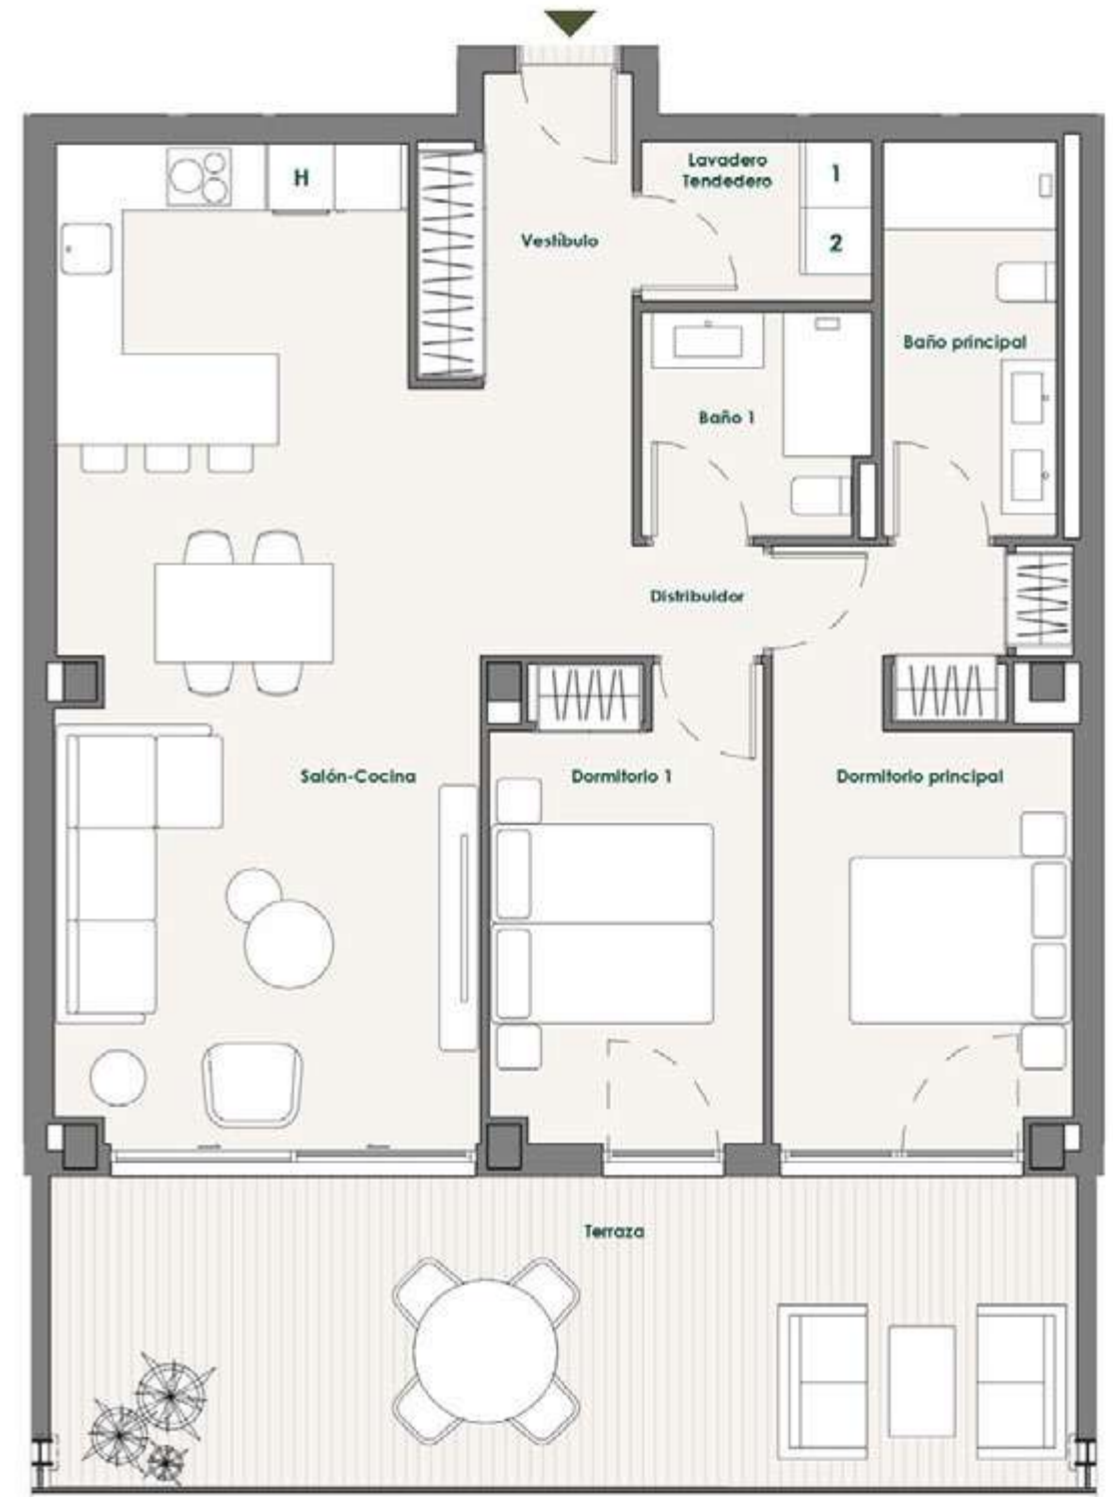 Lavadero
Tendedero
1
H
Vestíbulo
2
Baño principal
Baño 1
Distribuidor
Salón-Cocina
Dormitorio 1
Dormitorio principal
Terraza